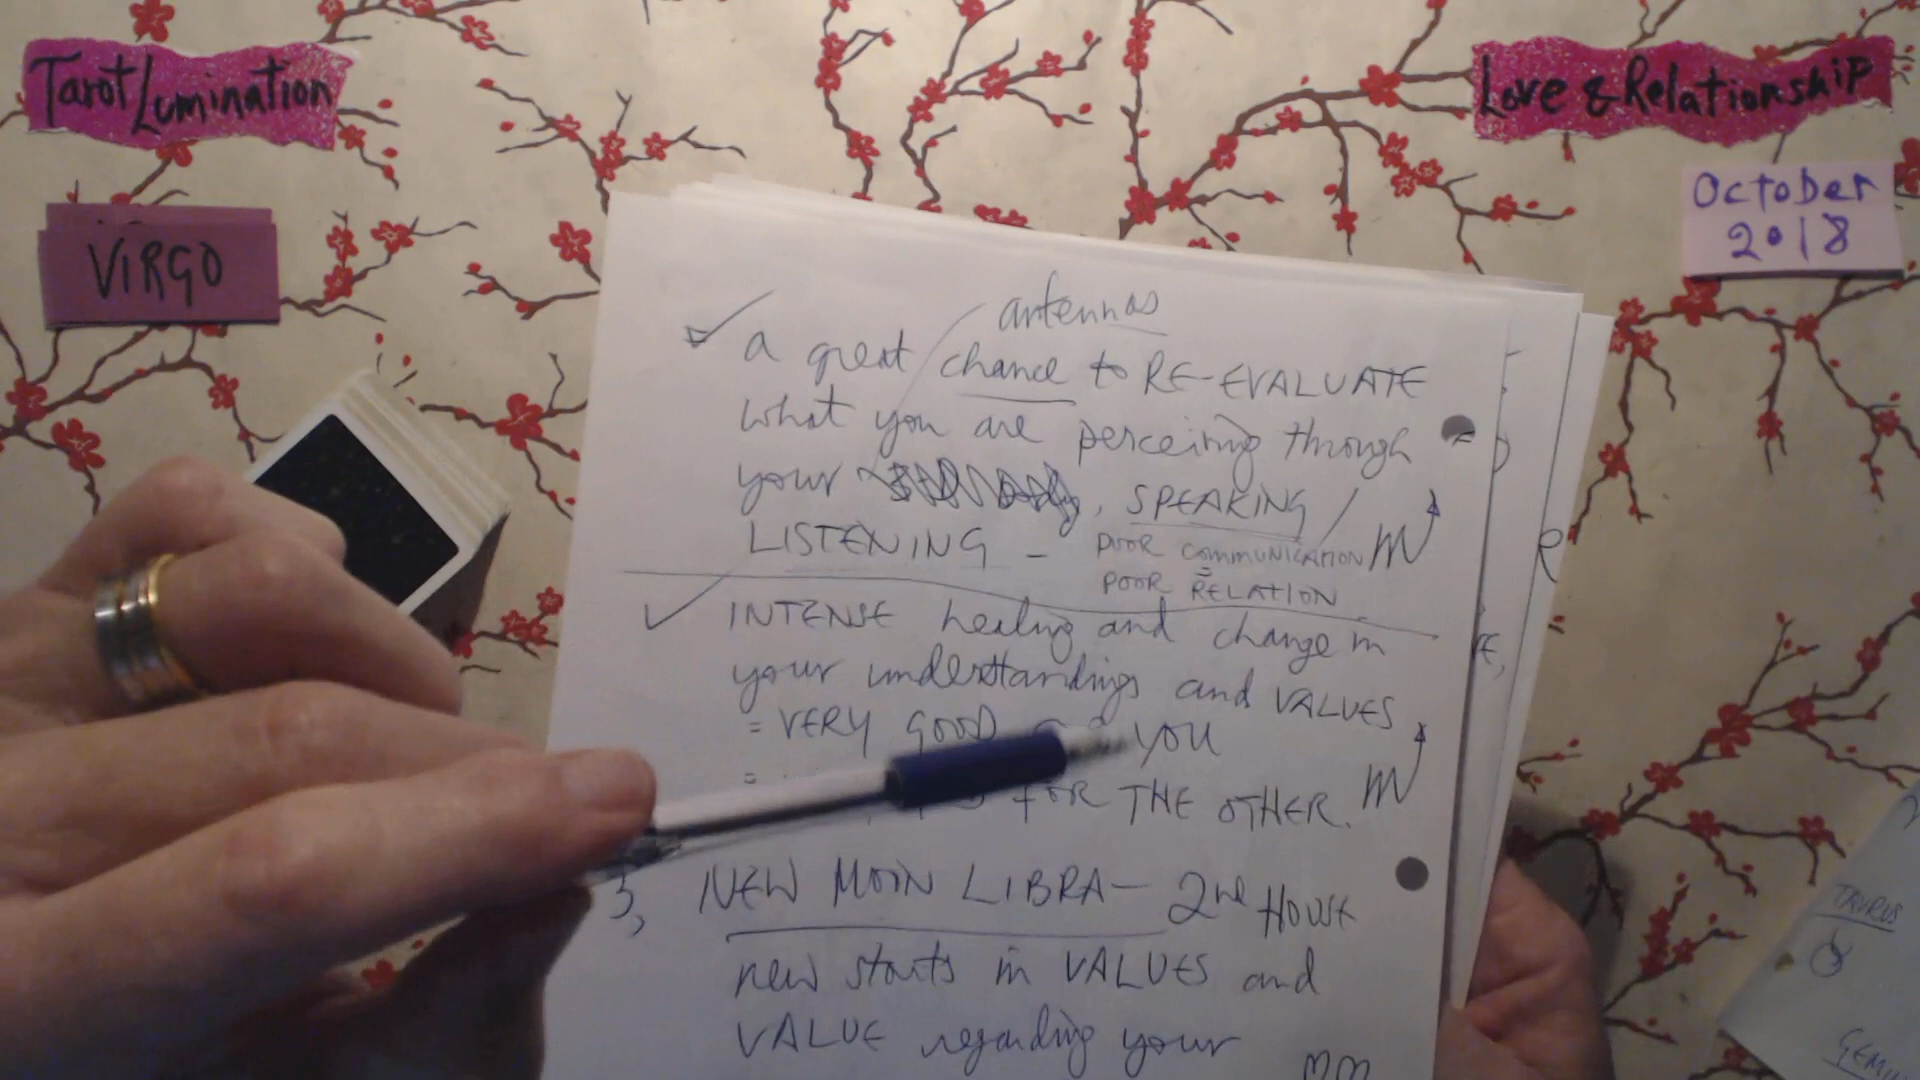 Tarot Lumination
Love & Relationship
VIRGO
OCTOBER
2018
antennas
a great chance to RE-EVALUATE
what you are perceiving through
your , SPEAKING /
LISTENING -
POOR COMMUNICATION
=
POOR RELATION
INTENSE healing and change in
your understandings and VALUES
= VERY GOOD YOU
= FOR THE OTHER.
3, NEW MOON LIBRA - 2nd House
new starts in VALUES and
VALUE regarding your
TAURUS